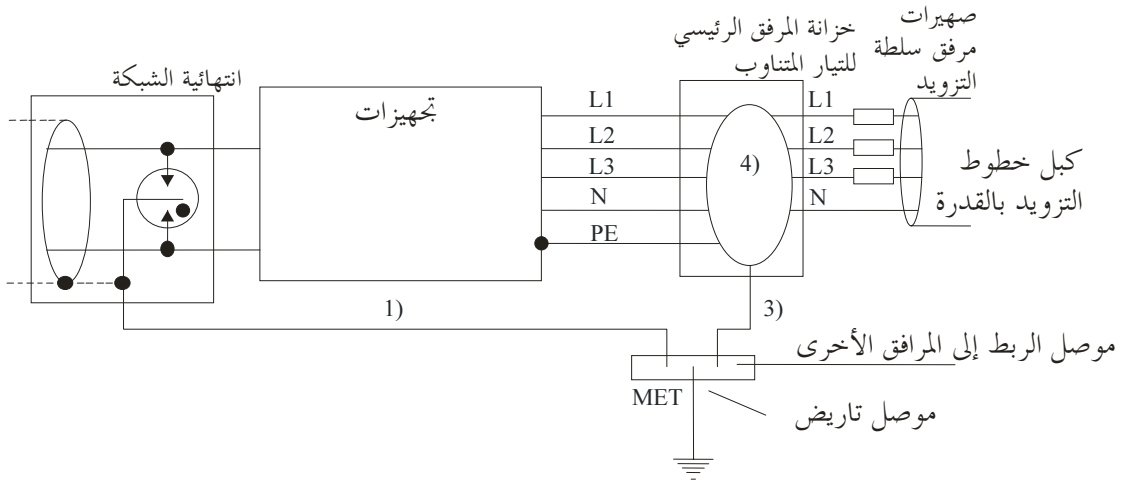 صهيرات
مرفق سلطة
التزويد
خزانة المرفق الرئيسي
للتيار المتناوب
انتهائية الشبكة
تجهيزات
L1
L1
L2
L2
4)
L3
L3
N
N
PE
كبل خطوط
التزويد بالقدرة
1)
3)
موصل الربط إلى المرافق الأخرى
MET
موصل تاريض